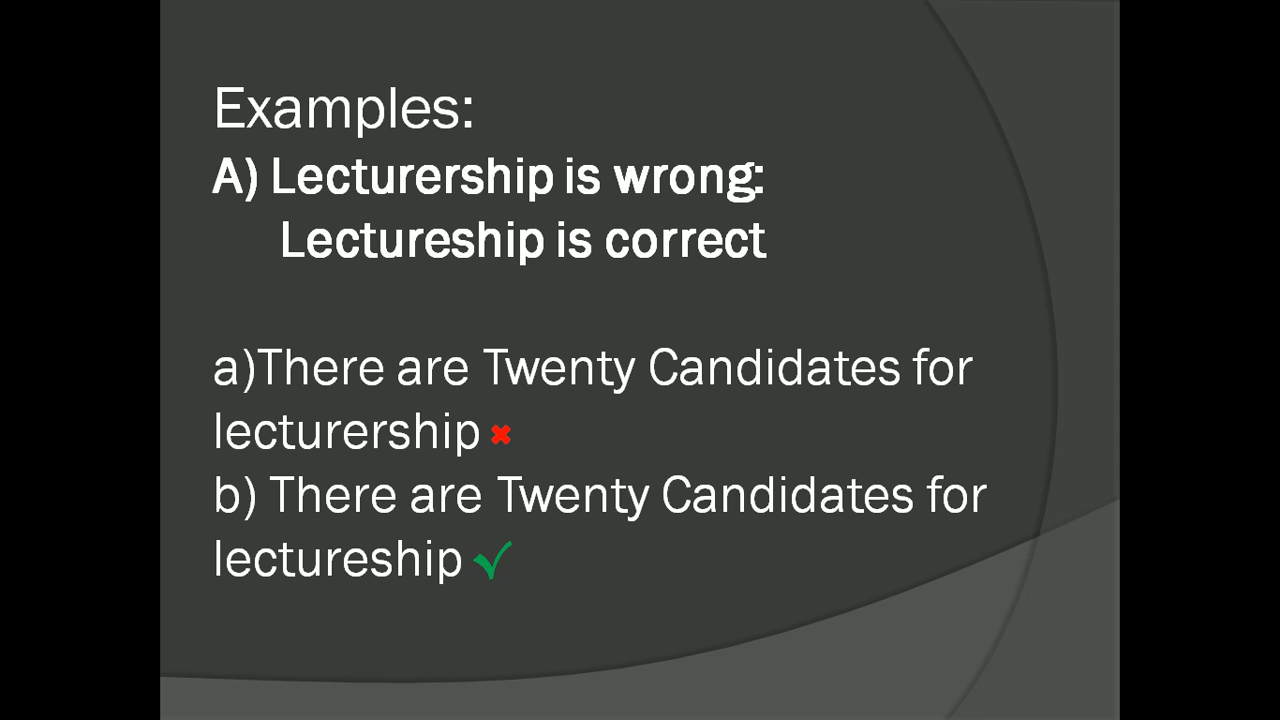 Examples:
A) Lecturership is wrong:
Lectureship is correct
a)There are Twenty Candidates for
lecturership ✖
b) There are Twenty Candidates for
lectureship ✓